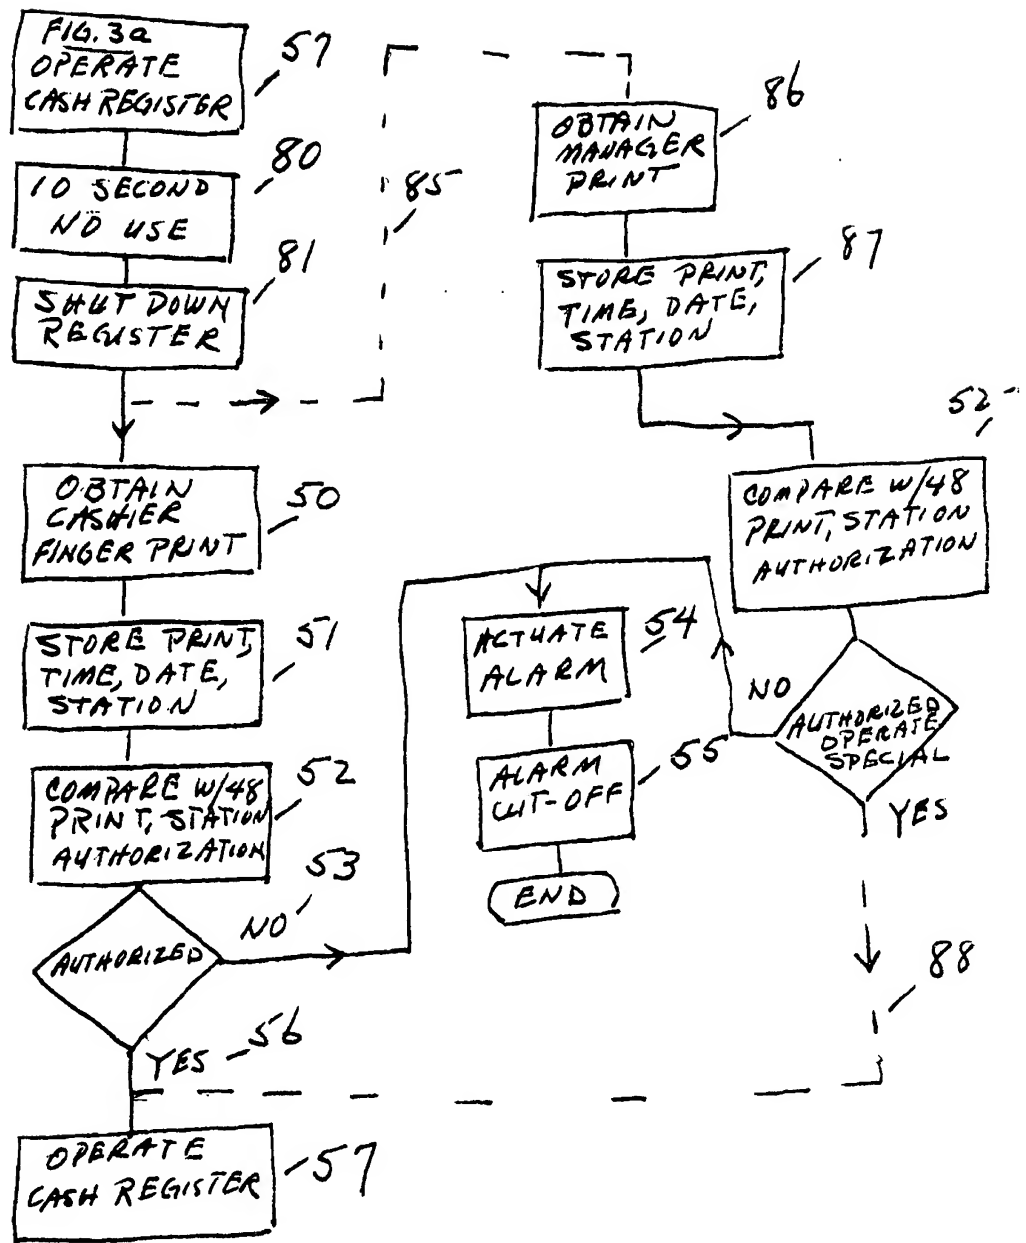 FIG. 3a
OPERATE
CASH REGISTER
57
10 SECOND
NO USE
80
SHUT DOWN
REGISTER
81
85
OBTAIN
MANAGER
PRINT
86
STORE PRINT,
TIME, DATE,
STATION
87
COMPARE W/48
PRINT, STATION
AUTHORIZATION
52
AUTHORIZED
OPERATE
SPECIAL
NO
YES
88
OBTAIN
CASHIER
FINGER PRINT
50
STORE PRINT,
TIME, DATE,
STATION
51
COMPARE W/48
PRINT, STATION
AUTHORIZATION
52
AUTHORIZED
NO
53
YES
56
ACTUATE
ALARM
54
ALARM
CUT-OFF
55
END
OPERATE
CASH REGISTER
57